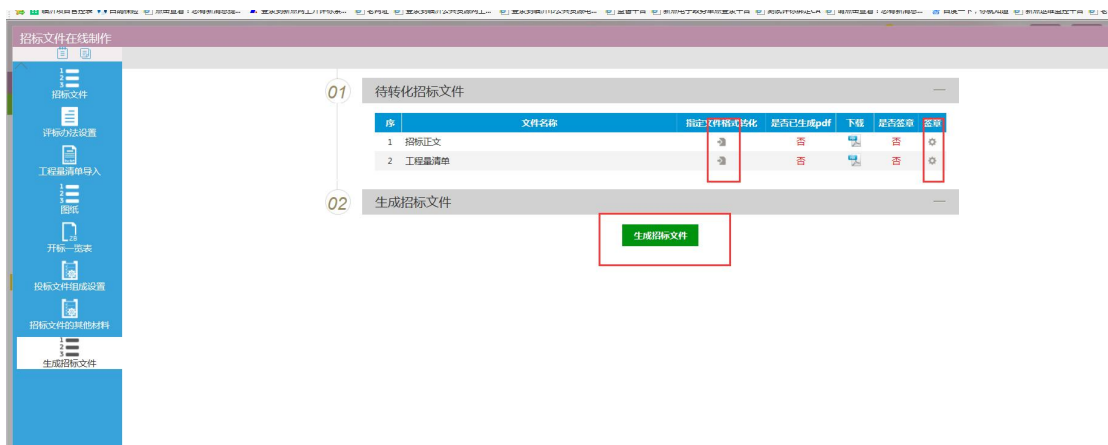 招标文件在线制作
招标文件
评标办法设置
工程量清单导入
图纸
开标一览表
投标文件组成设置
招标文件的其他材料
生成招标文件
01 待转化招标文件
序 文件名称 指定文件格式转化 是否已生成pdf 下载 是否签章 签章
1 招标正文 否 否
2 工程量清单 否 否
02 生成招标文件
生成招标文件